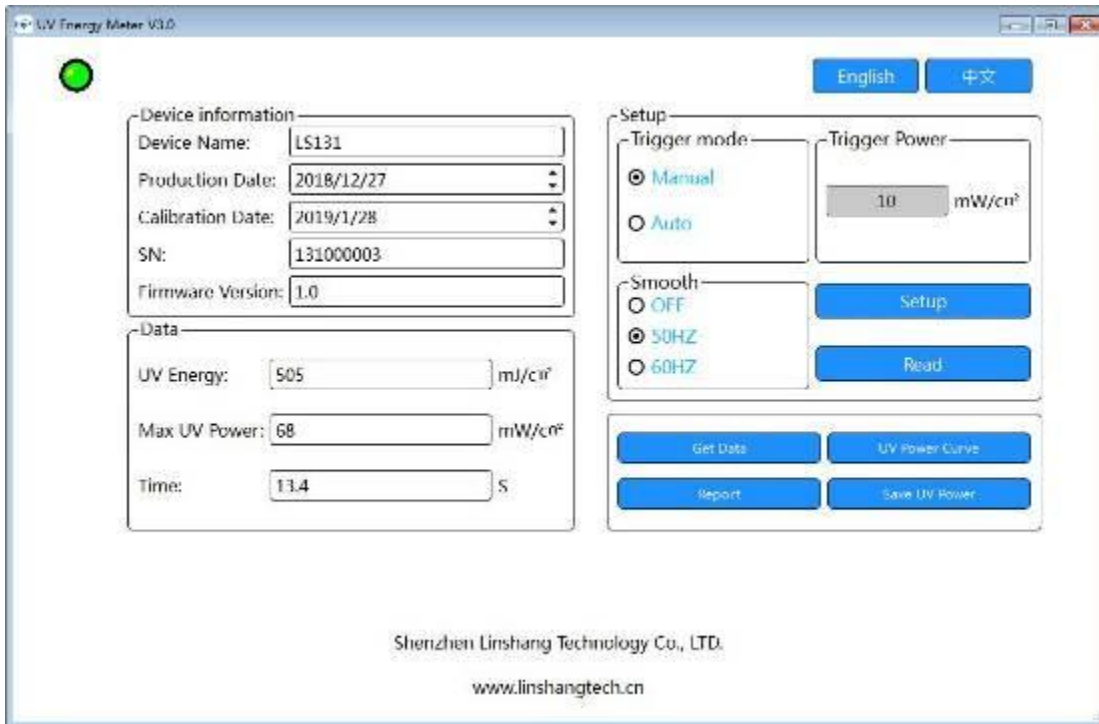 UV Energy Meter V3.0
English
中文
Device information
Device Name: LS131
Production Date: 2018/12/27
Calibration Date: 2019/1/28
SN: 131000003
Firmware Version: 1.0
Data
UV Energy: 505 mJ/c㎡
Max UV Power: 68 mW/c㎡
Time: 13.4 S
Setup
Trigger mode
Manual
Auto
Trigger Power
10 mW/c㎡
Smooth
OFF
50HZ
60HZ
Setup
Read
Get Data
UV Power Curve
Report
Save UV Power
Shenzhen Linshang Technology Co., LTD.
www.linshangtech.cn